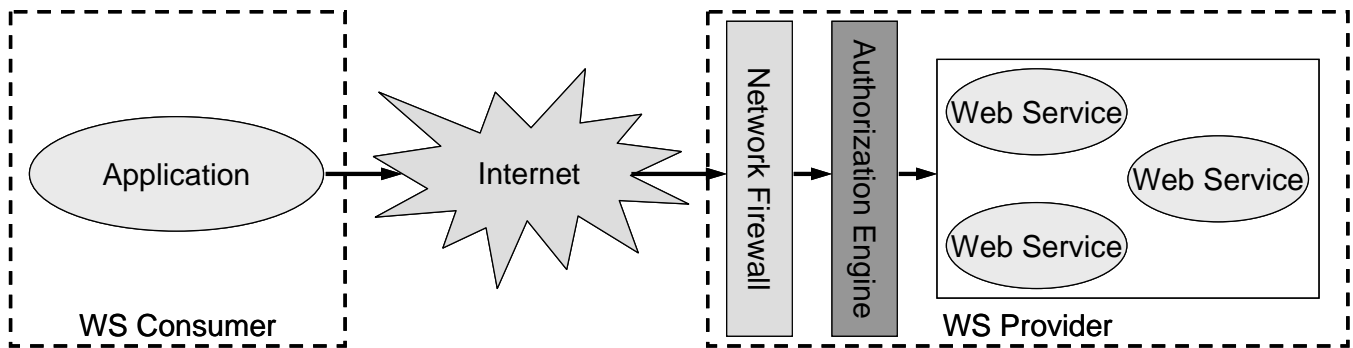 Application
WS Consumer
Internet
Network Firewall
Authorization Engine
Web Service
Web Service
Web Service
WS Provider